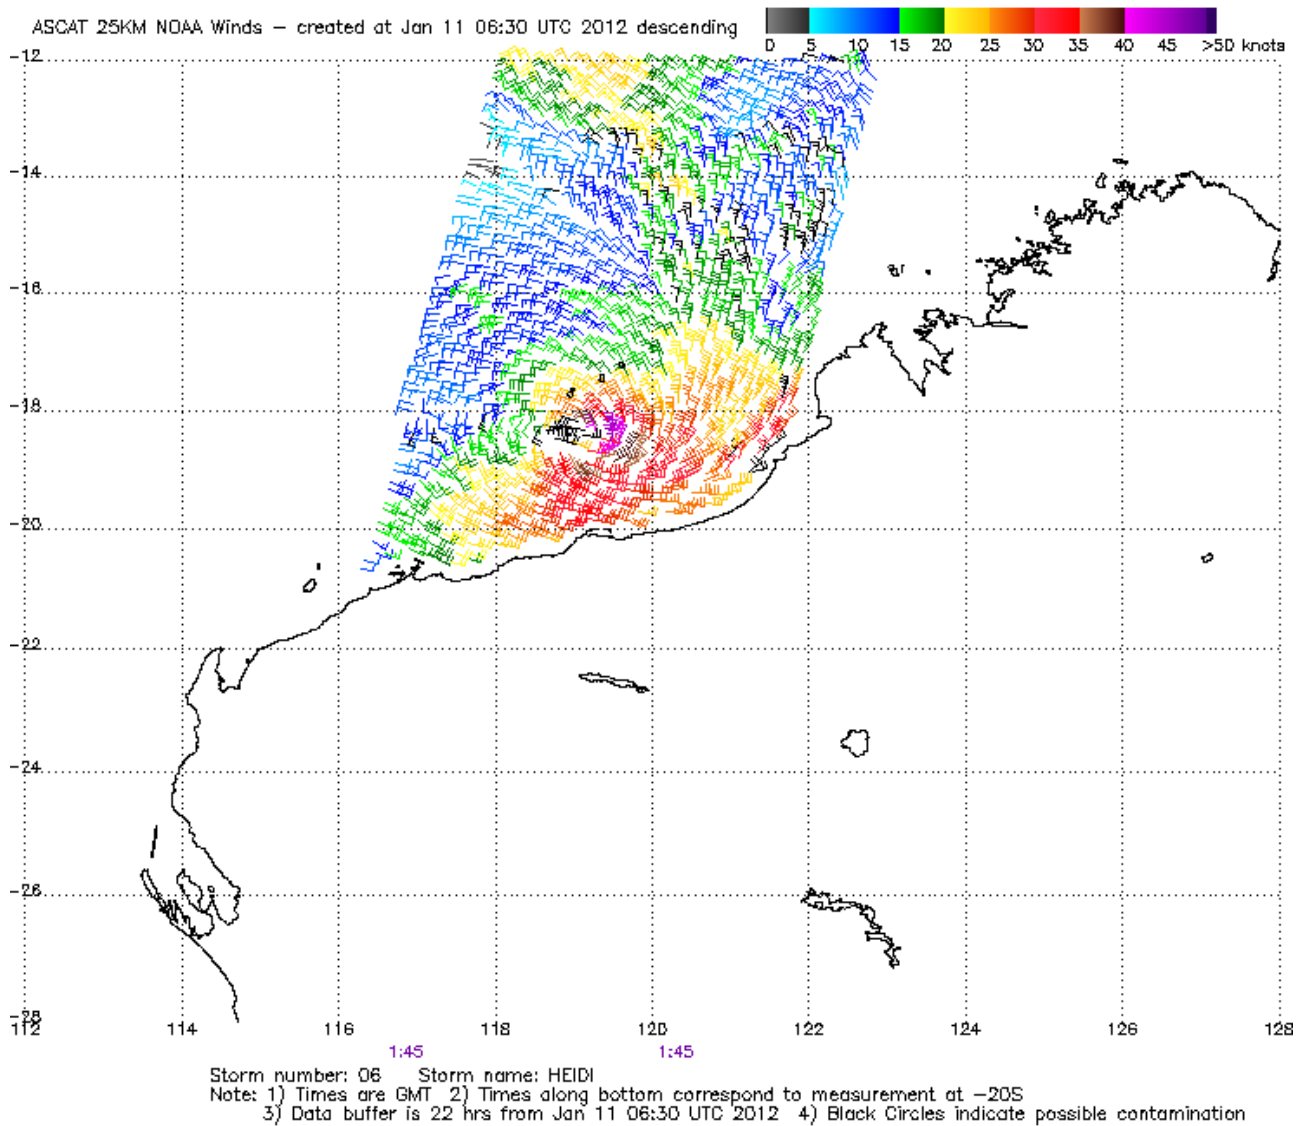 ASCAT 25KM NOAA Winds – created at Jan 11 06:30 UTC 2012 descending
0 5 10 15 20 25 30 35 40 45 >50 knots
-12
-14
-16
-18
-20
-22
-24
-26
-28
112 114 116 118 120 122 124 126 128
1:45 1:45
Storm number: 06 Storm name: HEIDI
Note: 1) Times are GMT 2) Times along bottom correspond to measurement at -20S
3) Data buffer is 22 hrs from Jan 11 06:30 UTC 2012 4) Black Circles indicate possible contamination